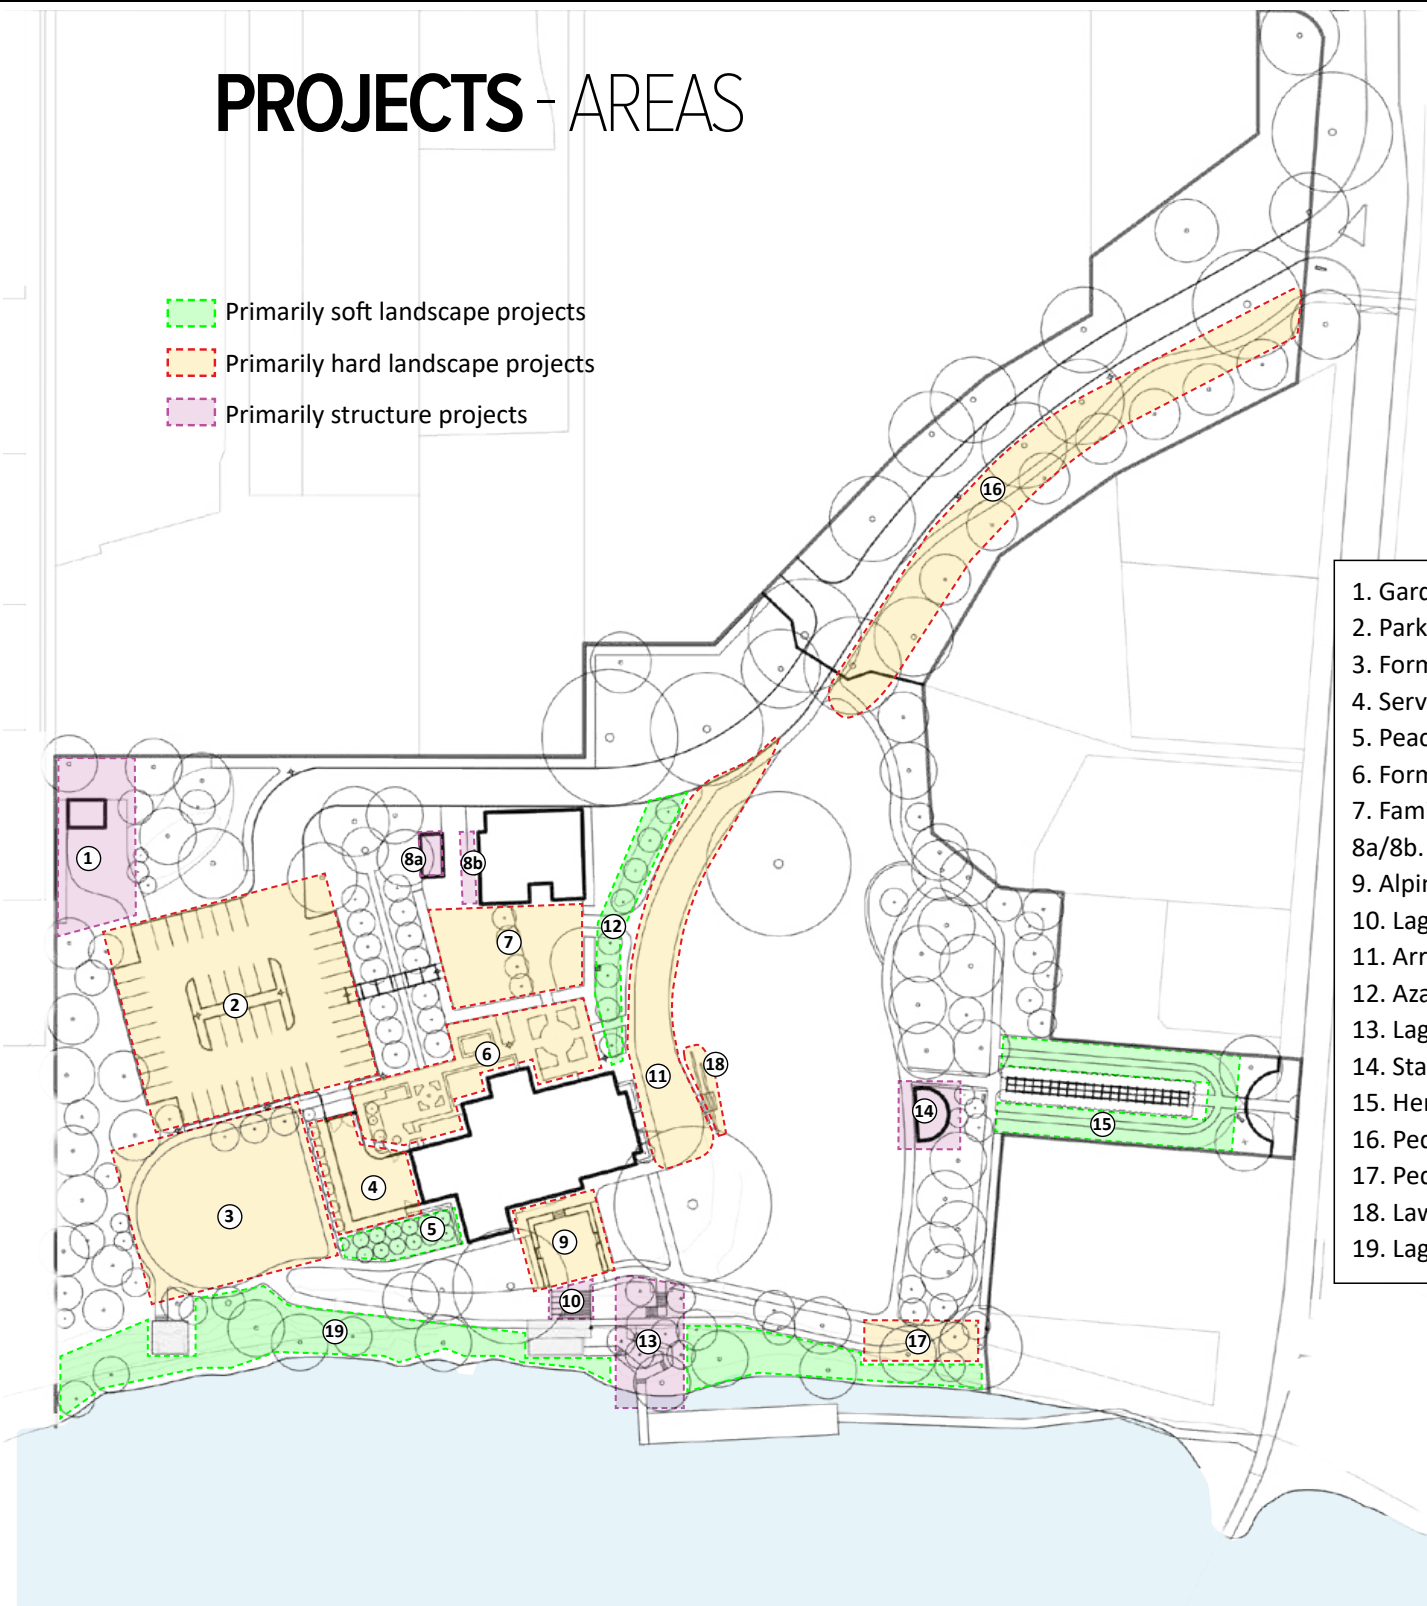 PROJECTS - AREAS
Primarily soft landscape projects
Primarily hard landscape projects
Primarily structure projects
16
1
8a
8b
7
12
2
6
11
18
14
15
4
3
5
9
10
19
13
17
1. Gard
2. Park
3. Form
4. Serv
5. Peac
6. Form
7. Fam
8a/8b.
9. Alpin
10. Lag
11. Arr
12. Aza
13. Lag
14. Sta
15. Her
16. Ped
17. Ped
18. Law
19. Lag